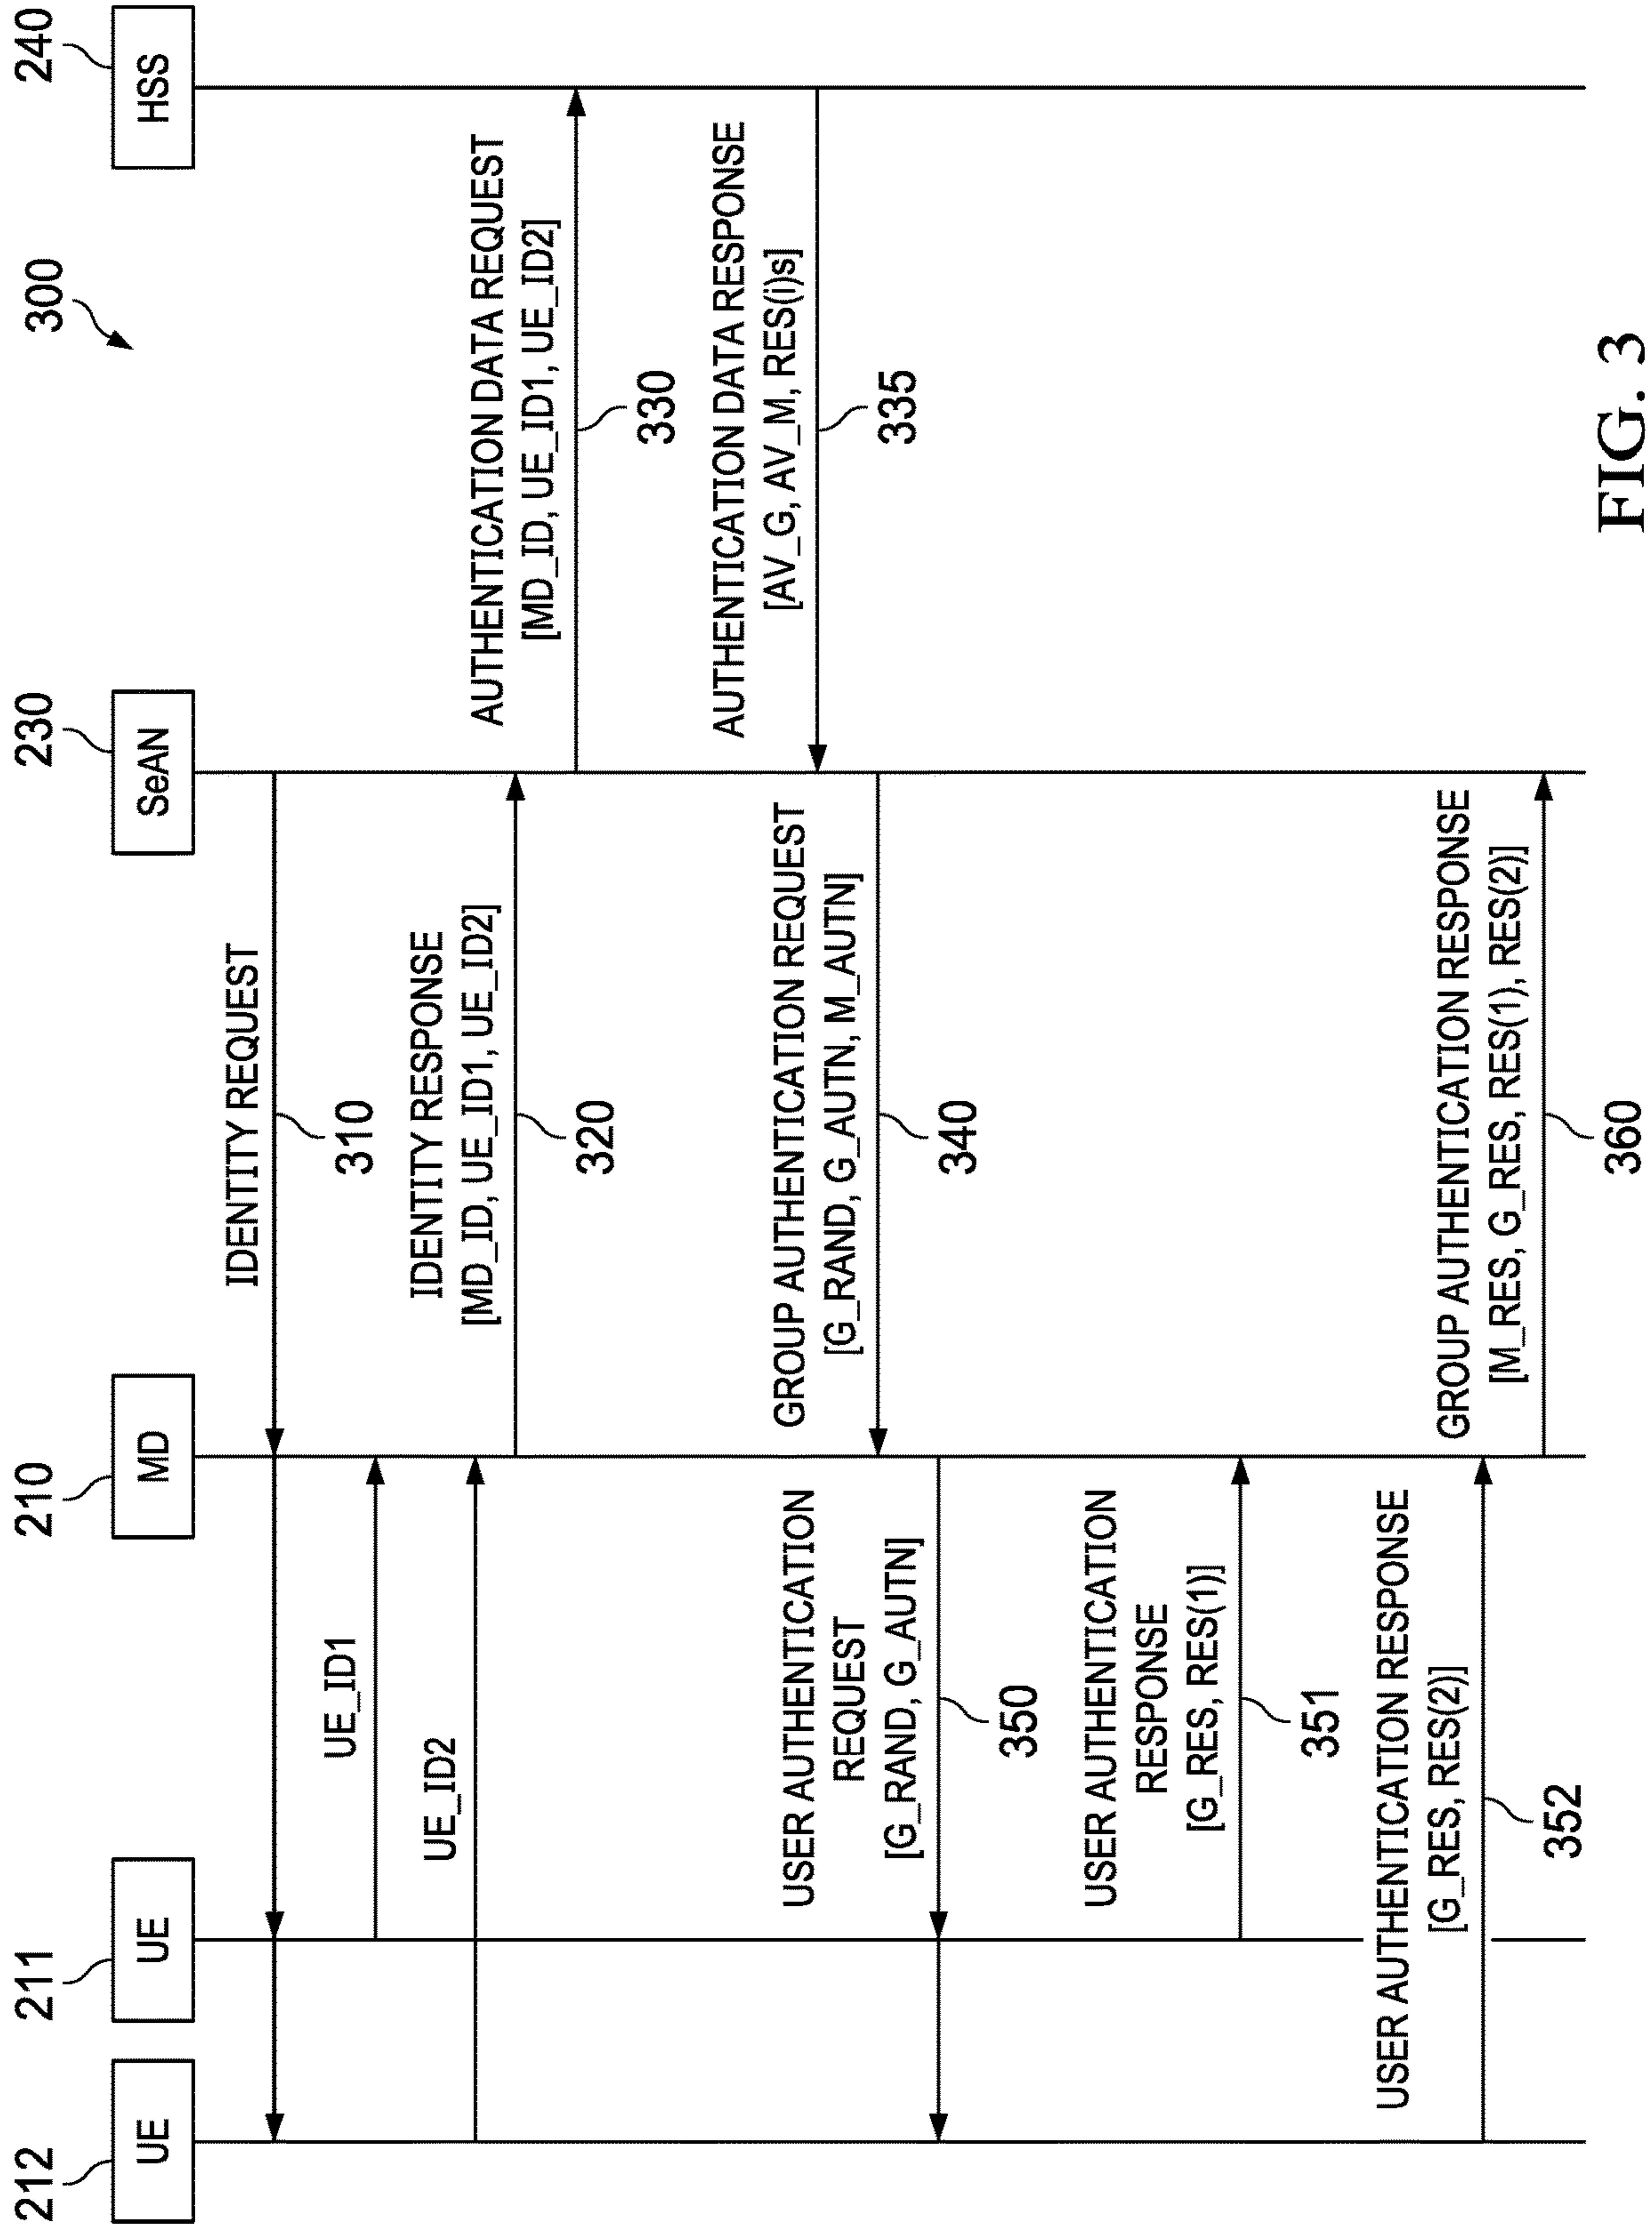 300
212
211
210
230
240
UE
UE
MD
SeAN
HSS
IDENTITY REQUEST
310
UE_ID1
UE_ID2
IDENTITY RESPONSE
[MD_ID, UE_ID1, UE_ID2]
320
AUTHENTICATION DATA REQUEST
[MD_ID, UE_ID1, UE_ID2]
330
AUTHENTICATION DATA RESPONSE
[AV_G, AV_M, RES(i)s]
335
GROUP AUTHENTICATION REQUEST
[G_RAND, G_AUTN, M_AUTN]
340
USER AUTHENTICATION
REQUEST
[G_RAND, G_AUTN]
350
USER AUTHENTICATION
RESPONSE
[G_RES, RES(1)]
351
USER AUTHENTICATION RESPONSE
[G_RES, RES(2)]
352
GROUP AUTHENTICATION RESPONSE
[M_RES, G_RES, RES(1), RES(2)]
360
FIG. 3